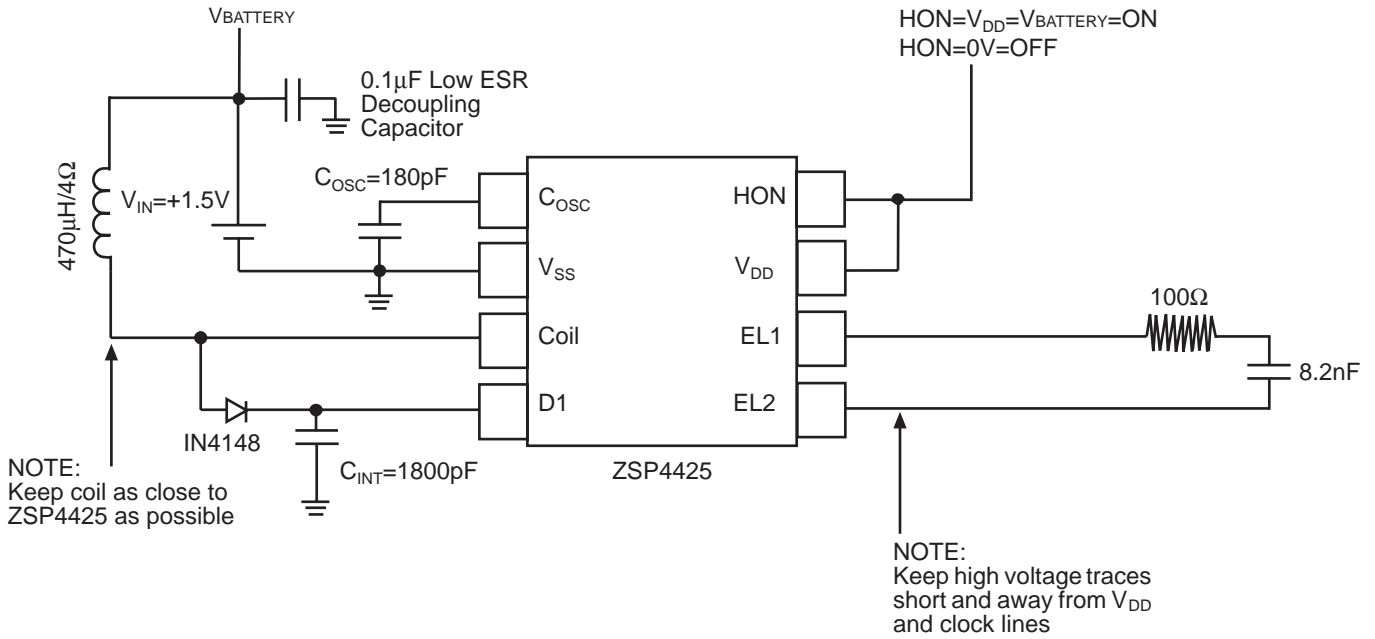 VBATTERY
HON=VDD=VBATTERY=ON
HON=0V=OFF
0.1μF Low ESR
Decoupling
Capacitor
470μH/4Ω
VIN=+1.5V
COSC=180pF
COSC
HON
VSS
VDD
Coil
EL1
D1
EL2
100Ω
8.2nF
IN4148
CINT=1800pF
ZSP4425
NOTE:
Keep coil as close to
ZSP4425 as possible
NOTE:
Keep high voltage traces
short and away from VDD
and clock lines